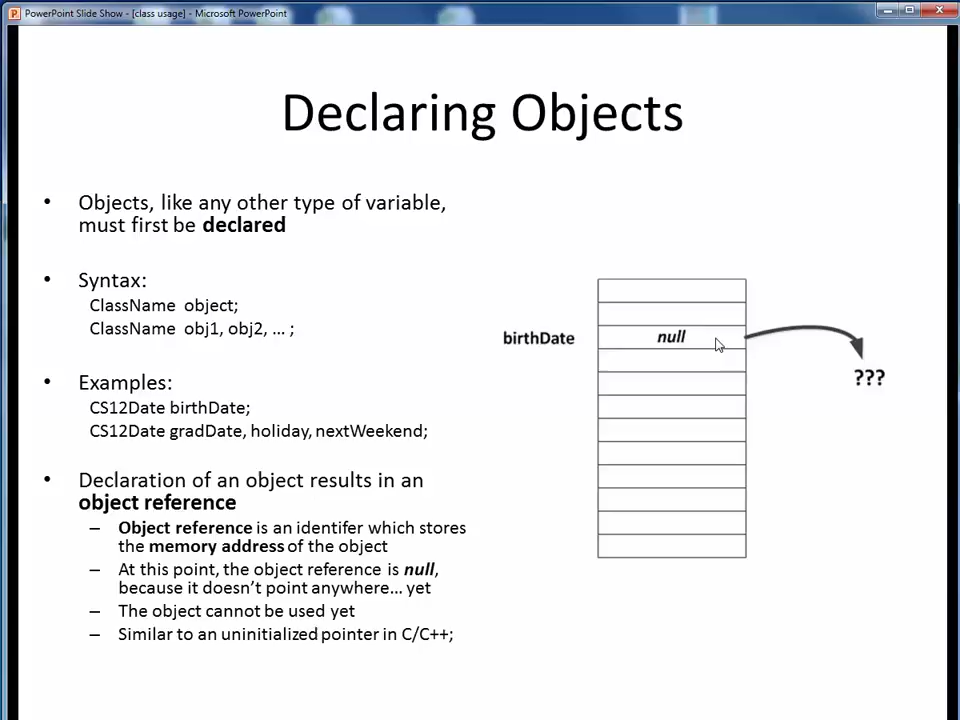 PowerPoint Slide Show - [class usage] - Microsoft PowerPoint
Declaring Objects
• Objects, like any other type of variable,
must first be declared
• Syntax:
ClassName object;
ClassName obj1, obj2, ... ;
• Examples:
CS12Date birthDate;
CS12Date gradDate, holiday, nextWeekend;
• Declaration of an object results in an
object reference
– Object reference is an identifer which stores
the memory address of the object
– At this point, the object reference is null,
because it doesn't point anywhere... yet
– The object cannot be used yet
– Similar to an uninitialized pointer in C/C++;
birthDate
null
???